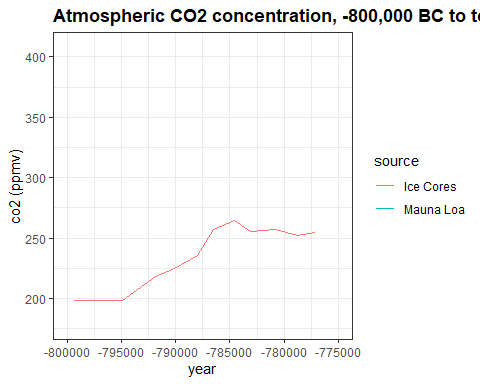 Atmospheric CO2 concentration, -800,000 BC to to
400
350
300
250
200
co2 (ppmv)
-800000 -795000 -790000 -785000 -780000 -775000
year
source
Ice Cores
Mauna Loa